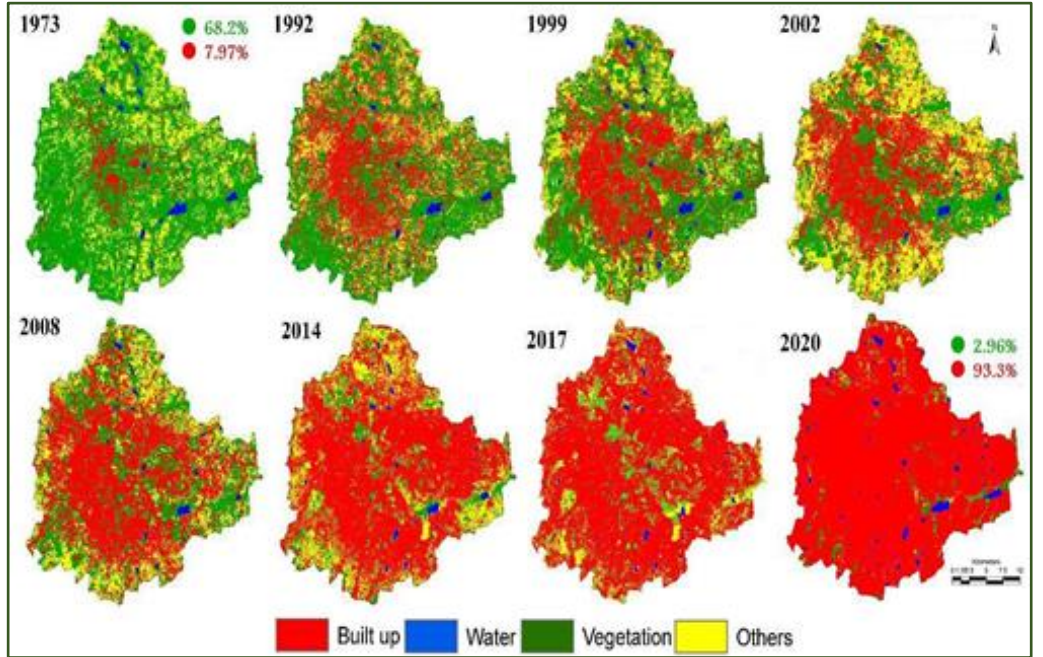 1973
68.2%
7.97%
1992
1999
2002
N
2008
2014
2017
2020
2.96%
93.3%
Kilometers
Built up
Water
Vegetation
Others